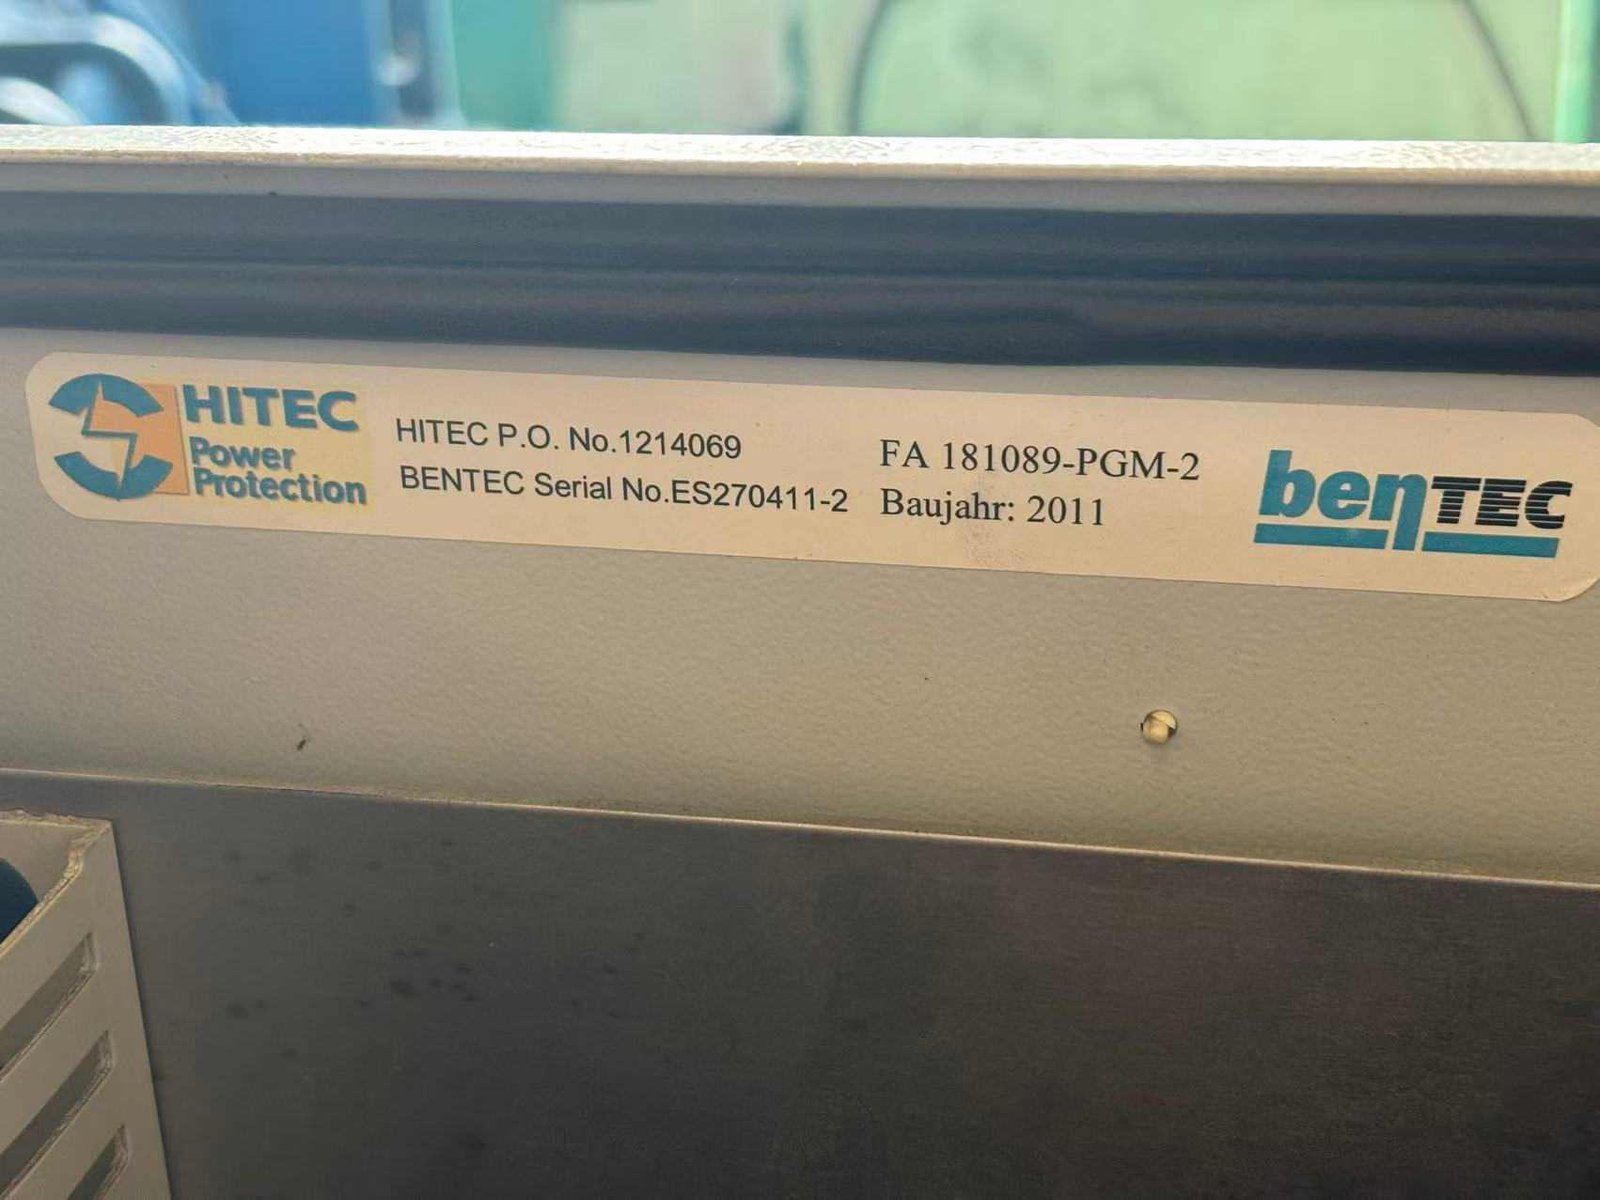 HITEC
Power
Protection
HITEC P.O. No.1214069
BENTEC Serial No.ES270411-2
FA 181089-PGM-2
Baujahr: 2011
benTEC